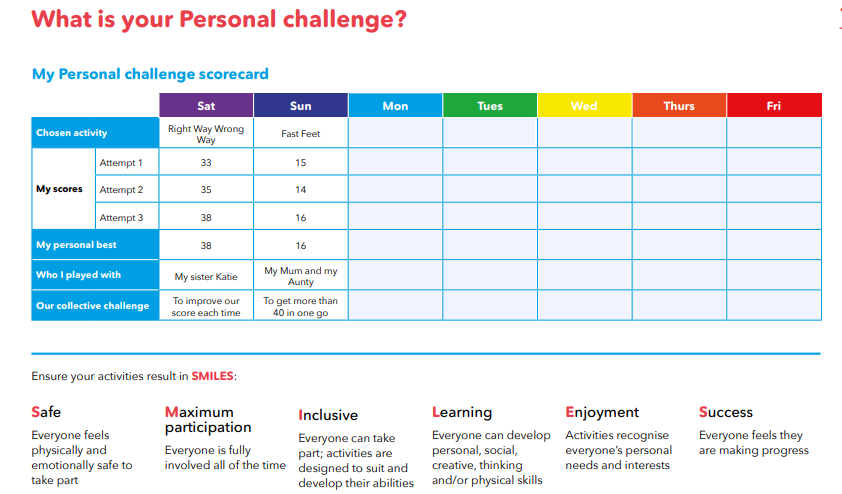 What is your Personal challenge?
My Personal challenge scorecard
Sat Sun Mon Tues Wed Thurs Fri
Chosen activity Right Way Wrong Way Fast Feet
My scores
Attempt 1 33 15
Attempt 2 35 14
Attempt 3 38 16
My personal best 38 16
Who I played with My sister Katie My Mum and my Aunty
Our collective challenge To improve our score each time To get more than 40 in one go
Ensure your activities result in SMILES:
Safe
Everyone feels
physically and
emotionally safe to
take part
Maximum
participation
Everyone is fully
involved all of the time
Inclusive
Everyone can take
part; activities are
designed to suit and
develop their abilities
Learning
Everyone can develop
personal, social,
creative, thinking
and/or physical skills
Enjoyment
Activities recognise
everyone's personal
needs and interests
Success
Everyone feels they
are making progress